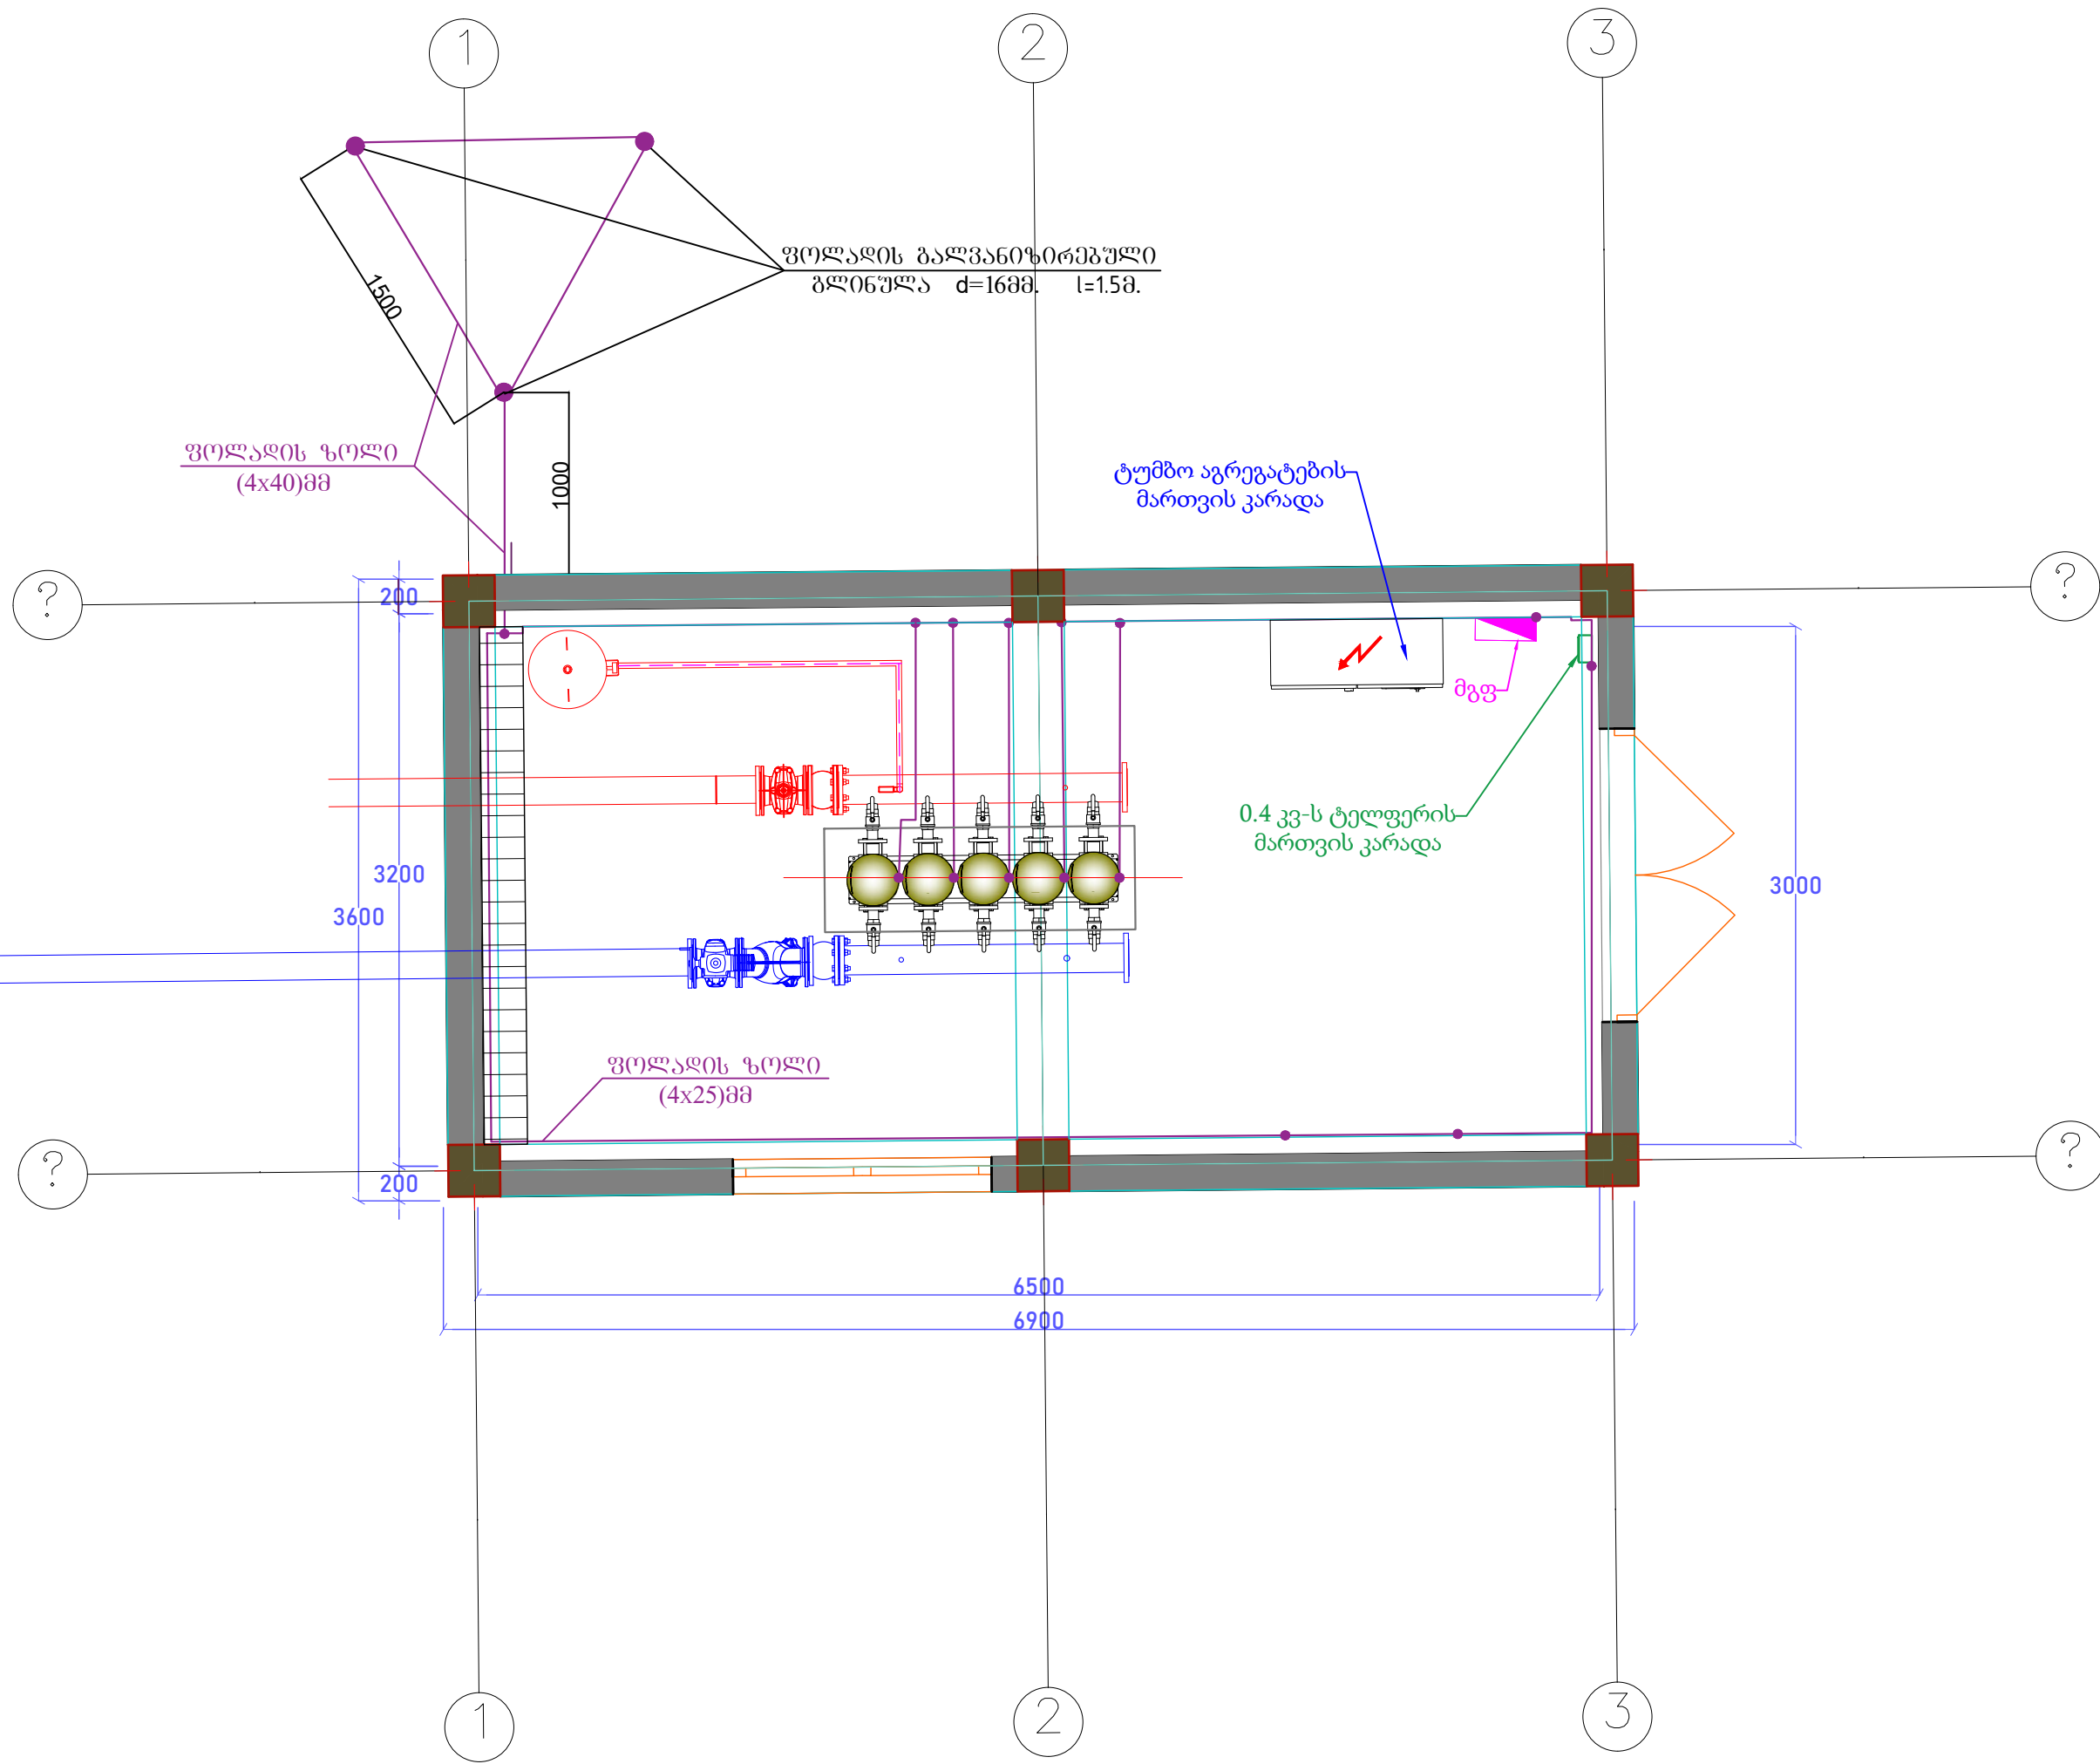 1
2
3
ფოლადის გალვანიზირებული
გლინულა d=16მმ. l=1.5მ.
1500
ფოლადის ზოლი
(4x40)მმ
1000
ტუმბო აგრეგატების
მართვის კარადა
?
?
200
მგფ
0.4 კვ-ს ტელფერის
მართვის კარადა
3200
3600
3000
ფოლადის ზოლი
(4x25)მმ
?
?
200
6500
6900
1
2
3